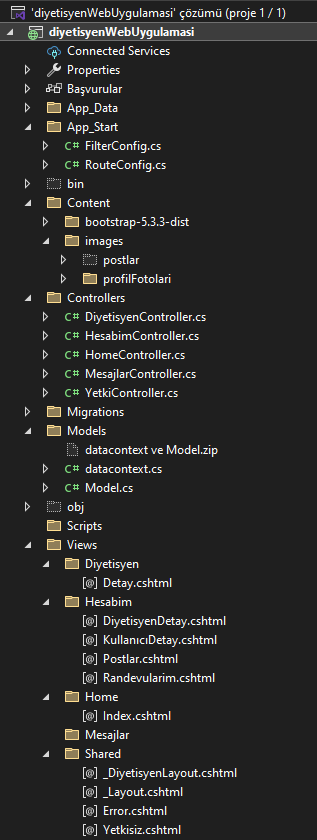 'diyetisyenWebUygulamasi' çözümü (proje 1 / 1)
diyetisyenWebUygulamasi
Connected Services
Properties
Başvurular
App_Data
App_Start
C# FilterConfig.cs
C# RouteConfig.cs
bin
Content
bootstrap-5.3.3-dist
images
postlar
profilFotolari
Controllers
C# DiyetisyenController.cs
C# HesabimController.cs
C# HomeController.cs
C# MesajlarController.cs
C# YetkiController.cs
Migrations
Models
datacontext ve Model.zip
C# datacontext.cs
C# Model.cs
obj
Scripts
Views
Diyetisyen
[@] Detay.cshtml
Hesabim
[@] DiyetisyenDetay.cshtml
[@] KullanıcıDetay.cshtml
[@] Postlar.cshtml
[@] Randevularim.cshtml
Home
[@] Index.cshtml
Mesajlar
Shared
[@] _DiyetisyenLayout.cshtml
[@] _Layout.cshtml
[@] Error.cshtml
[@] Yetkisiz.cshtml